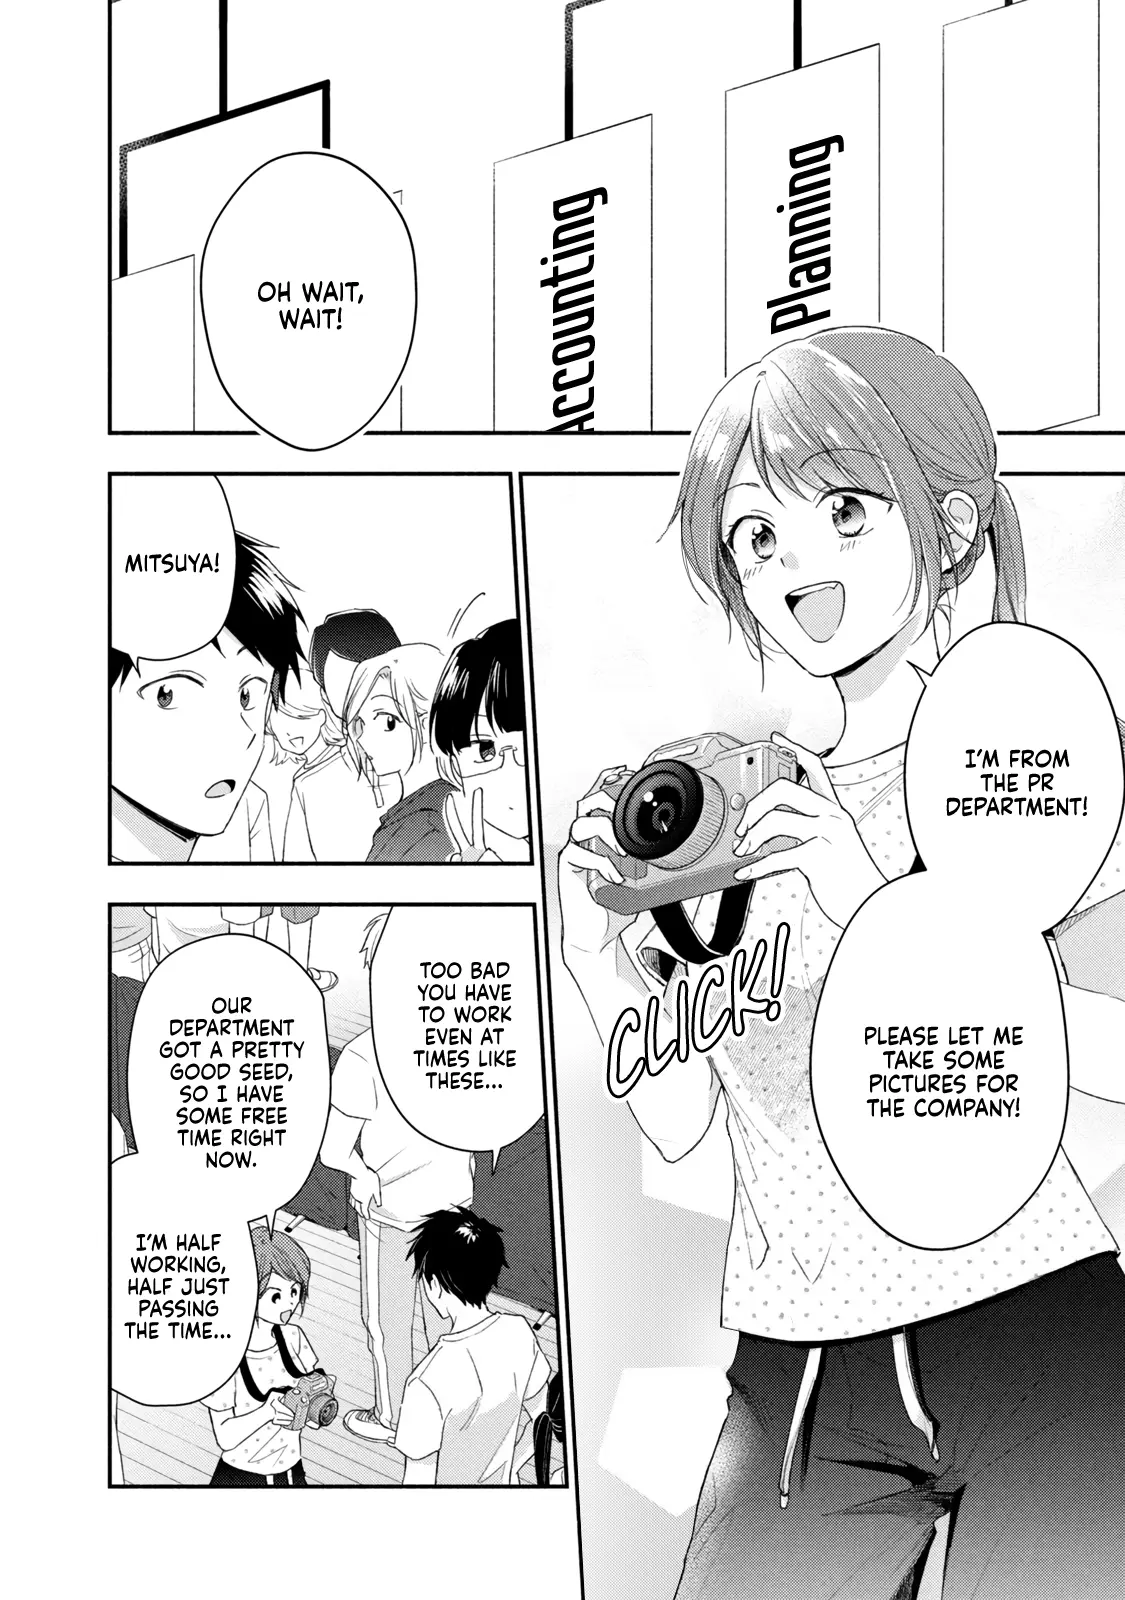 Planning
Accounting
OH WAIT,
WAIT!
I'M FROM
THE PR
DEPARTMENT!
PLEASE LET ME
TAKE SOME
PICTURES FOR
THE COMPANY!
CLICK!
MITSUYA!
TOO BAD
YOU HAVE
TO WORK
EVEN AT
TIMES LIKE
THESE...
OUR
DEPARTMENT
GOT A PRETTY
GOOD SEED,
SO I HAVE
SOME FREE
TIME RIGHT
NOW.
I'M HALF
WORKING,
HALF JUST
PASSING
THE TIME...